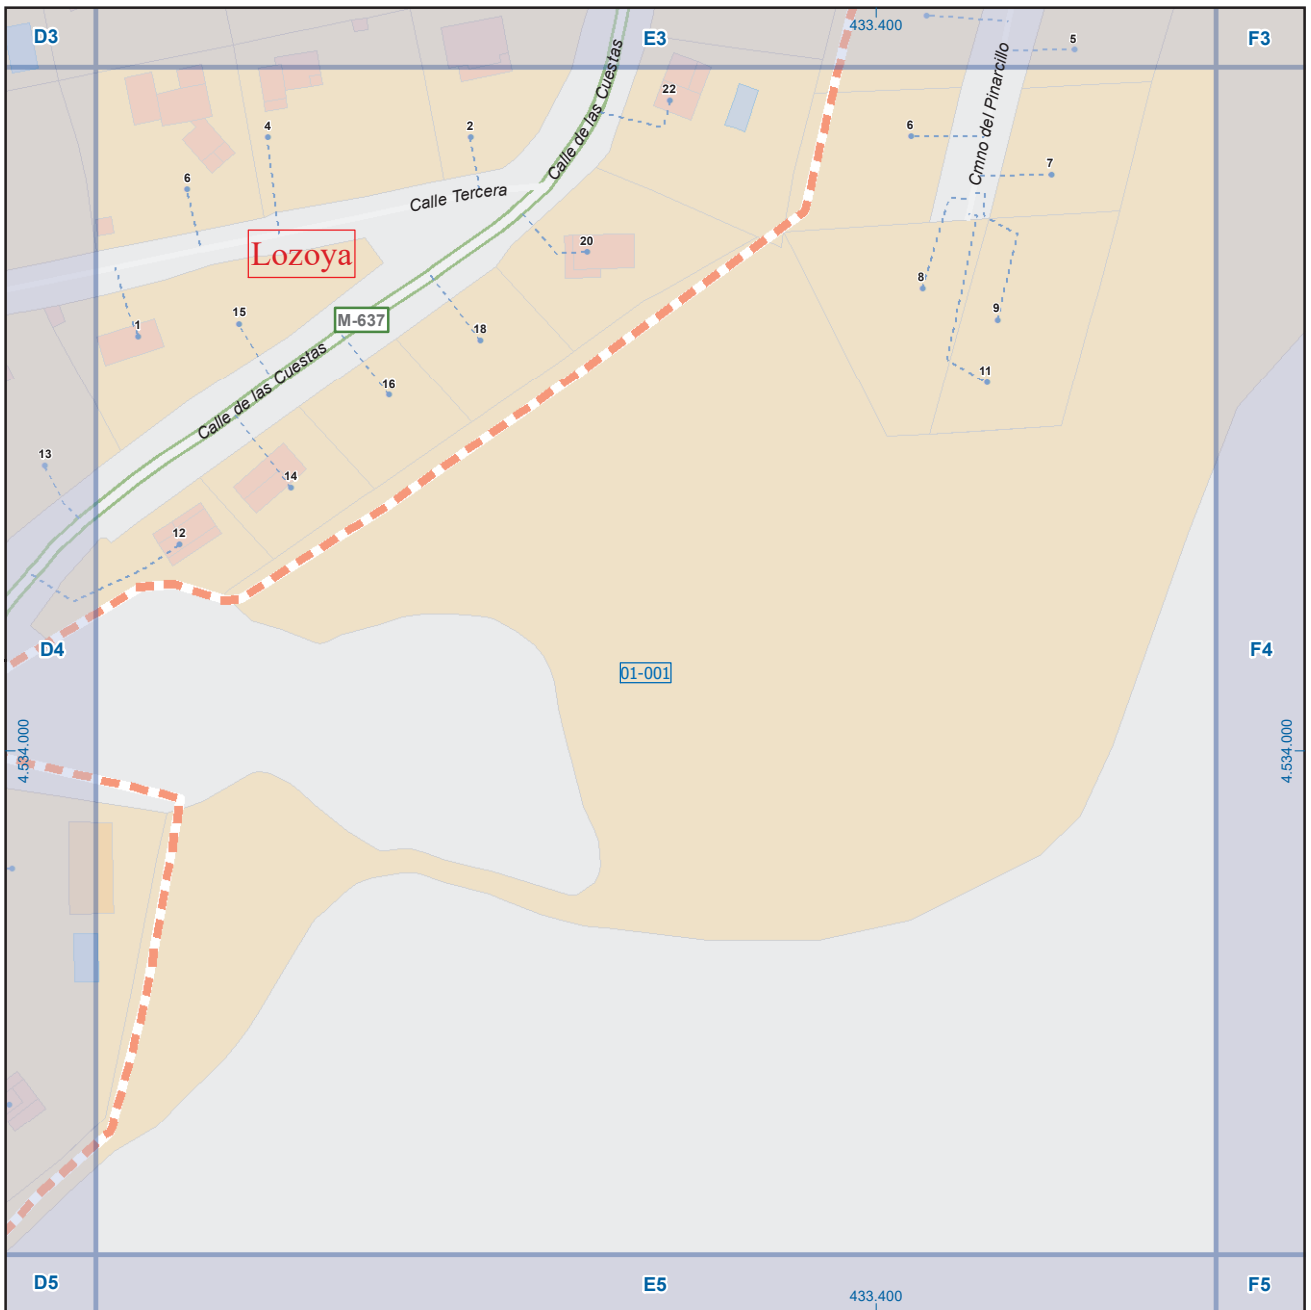 433.400
D3
E3
F3
5
Calle de las Cuestas
Cmno del Pinarcillo
22
4
2
6
7
6
Calle Tercera
Lozoya
20
8
9
15
1
M-637
18
11
16
Calle de las Cuestas
13
14
12
D4
F4
01-001
4.534.000
4.534.000
D5
E5
F5
433.400